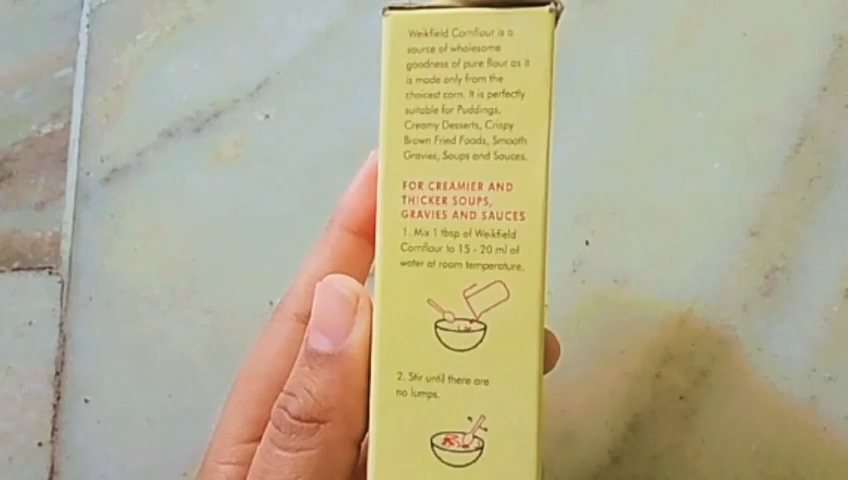 Weikfield Cornflour is a
source of wholesome
goodness of pure flour as it
is made only from the
choicest corn. It is perfectly
suitable for Puddings,
Creamy Desserts, Crispy
Brown Fried Foods, Smooth
Gravies, Soups and Sauces.
FOR CREAMIER AND
THICKER SOUPS,
GRAVIES AND SAUCES
1. Mix 1 tbsp of Weikfield
Cornflour to 15 - 20 ml of
water at room temperature.
2. Stir until there are
no lumps.